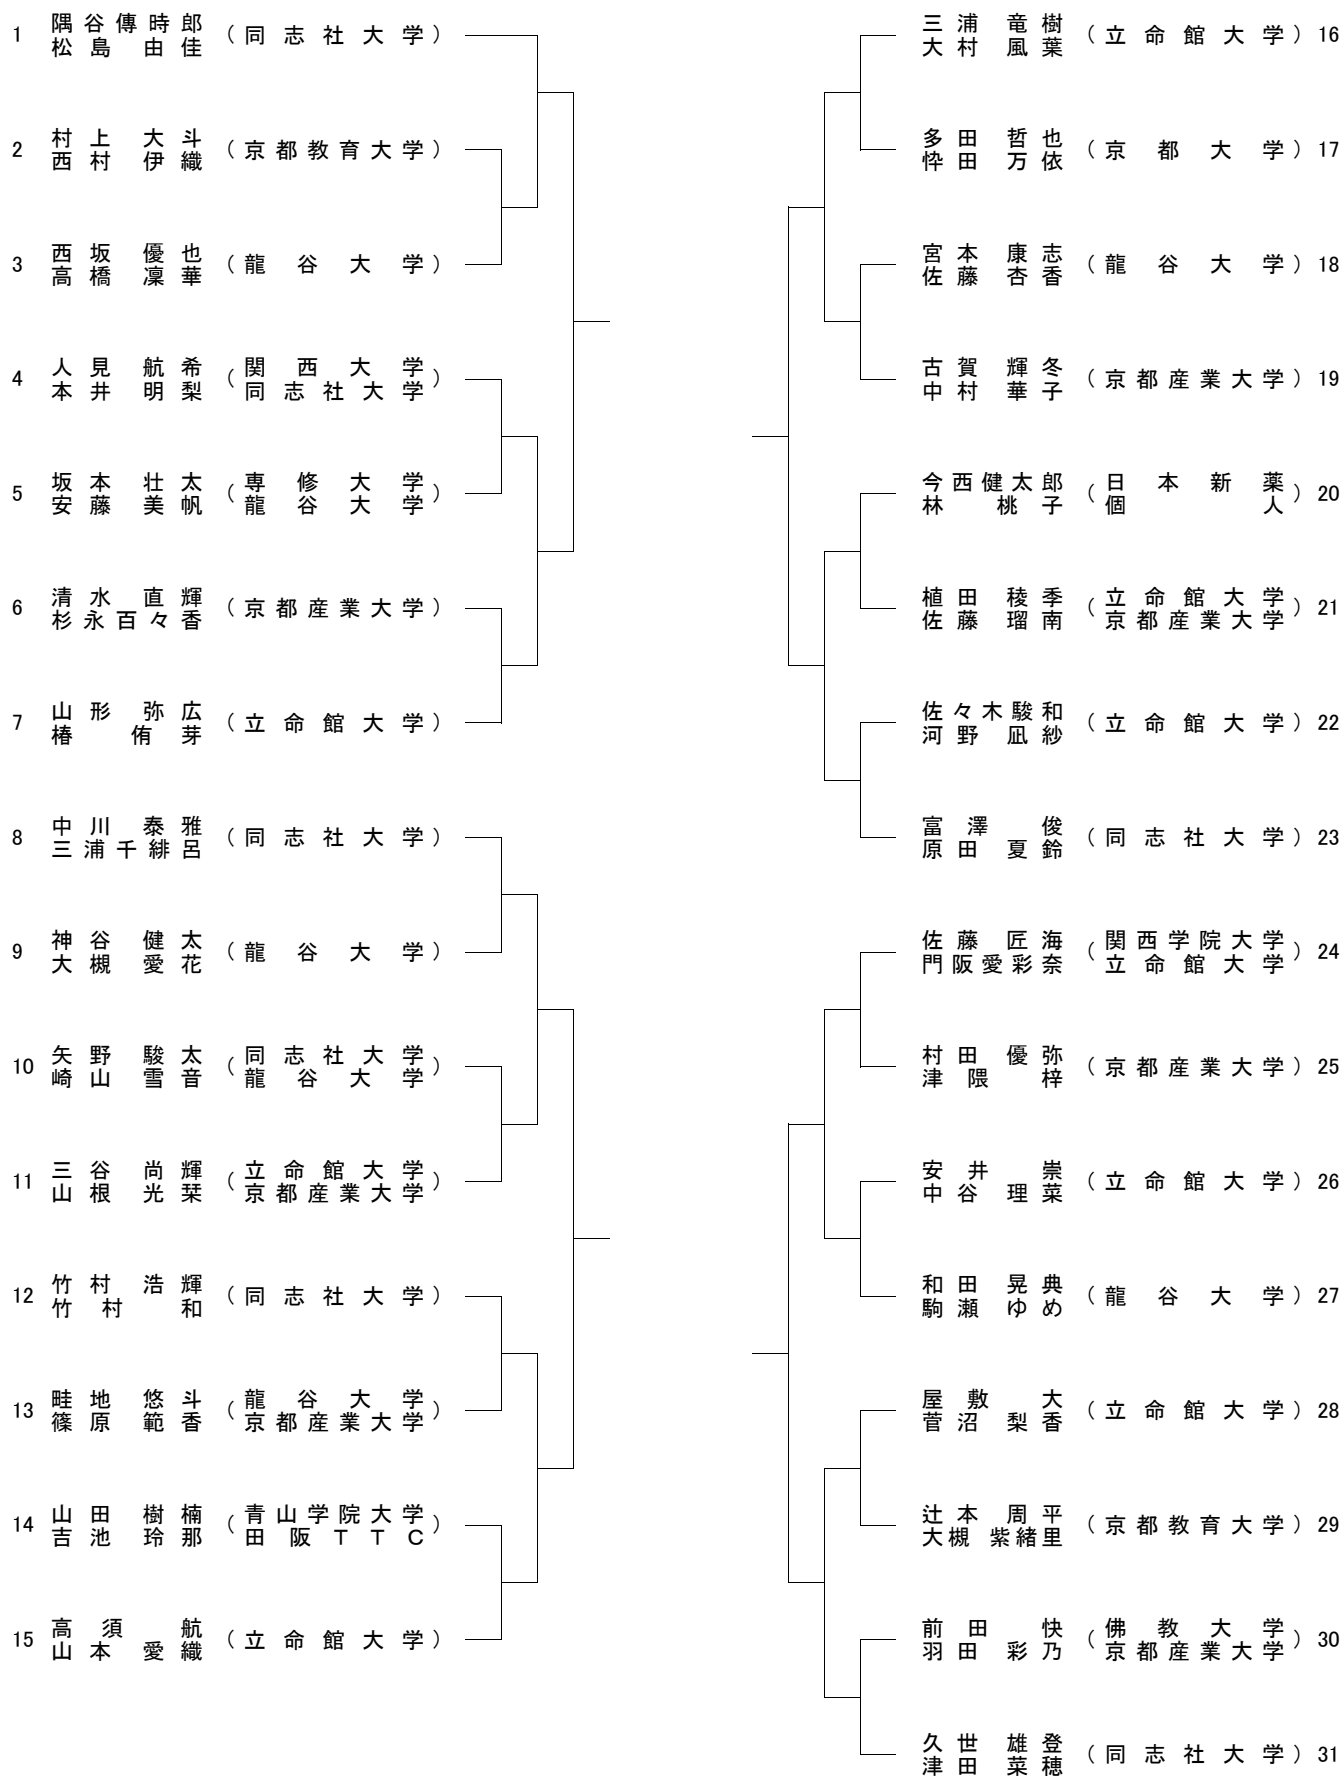 1 隅谷傳時郎 (同志社大学)
松島由佳
2 村上大斗 (京都教育大学)
西村伊織
3 西坂優也 (龍谷大学)
高橋凜華
4 人見航希 (関西大学
本井明梨 同志社大学)
5 坂本壮太 (専修大学
安藤美帆 龍谷大学)
6 清水直輝 (京都産業大学)
杉永百々香
7 山形弥広 (立命館大学)
椿侑芽
8 中川泰雅 (同志社大学)
三浦千緋呂
9 神谷健太 (龍谷大学)
大槻愛花
10 矢野駿太 (同志社大学
崎山雪音 龍谷大学)
11 三谷尚輝 (立命館大学
山根光栞 京都産業大学)
12 竹村浩輝 (同志社大学)
竹村和
13 畦地悠斗 (龍谷大学
篠原範香 京都産業大学)
14 山田樹楠 (青山学院大学
吉池玲那 田阪TTC)
15 高須航 (立命館大学)
山本愛織
三浦竜樹 (立命館大学) 16
大村風葉
多田哲也 (京都大学) 17
忰田万依
宮本康志 (龍谷大学) 18
佐藤杏香
古賀輝冬 (京都産業大学) 19
中村華子
今西健太郎 (日本新薬
林桃子 個人) 20
植田稜季 (立命館大学
佐藤瑠南 京都産業大学) 21
佐々木駿和 (立命館大学) 22
河野凪紗
富澤俊 (同志社大学) 23
原田夏鈴
佐藤匠海 (関西学院大学
門阪愛彩奈 立命館大学) 24
村田優弥 (京都産業大学) 25
津隈梓
安井崇 (立命館大学) 26
中谷理菜
和田晃典 (龍谷大学) 27
駒瀬ゆめ
屋敷大 (立命館大学) 28
菅沼梨香
辻本周平 (京都教育大学) 29
大槻紫緒里
前田快 (佛教大学
羽田彩乃 京都産業大学) 30
久世雄登 (同志社大学) 31
津田菜穂